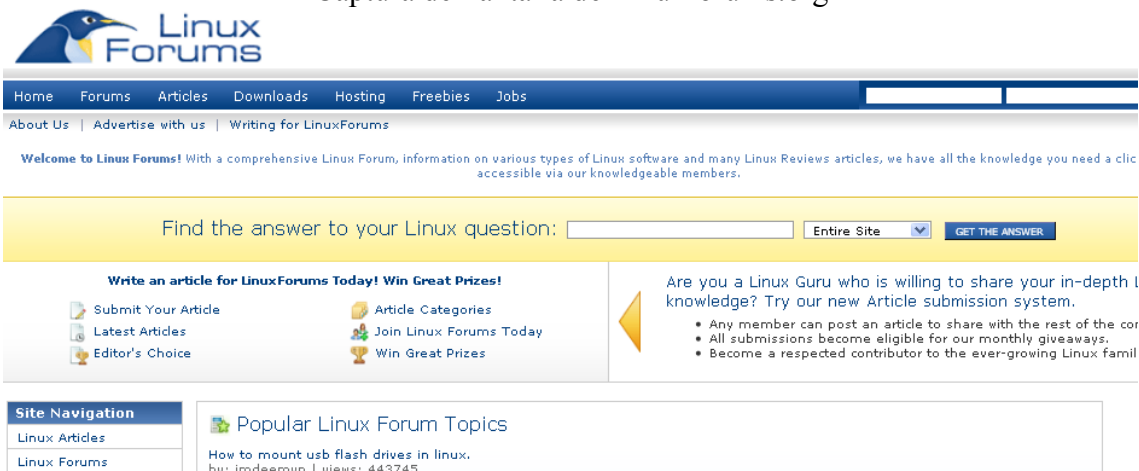 Linux
Forums
Home Forums Articles Downloads Hosting Freebies Jobs
About Us | Advertise with us | Writing for LinuxForums
Welcome to Linux Forums! With a comprehensive Linux Forum, information on various types of Linux software and many Linux Reviews articles, we have all the knowledge you need a clic
accessible via our knowledgeable members.
Find the answer to your Linux question: Entire Site GET THE ANSWER
Write an article for LinuxForums Today! Win Great Prizes!
Submit Your Article Article Categories
Latest Articles Join Linux Forums Today
Editor's Choice Win Great Prizes
Are you a Linux Guru who is willing to share your in-depth L
knowledge? Try our new Article submission system.
• Any member can post an article to share with the rest of the cor
• All submissions become eligible for our monthly giveaways.
• Become a respected contributor to the ever-growing Linux famil
Site Navigation
Linux Articles
Linux Forums
Popular Linux Forum Topics
How to mount usb flash drives in linux.
by: jmdeemun | views: 443745